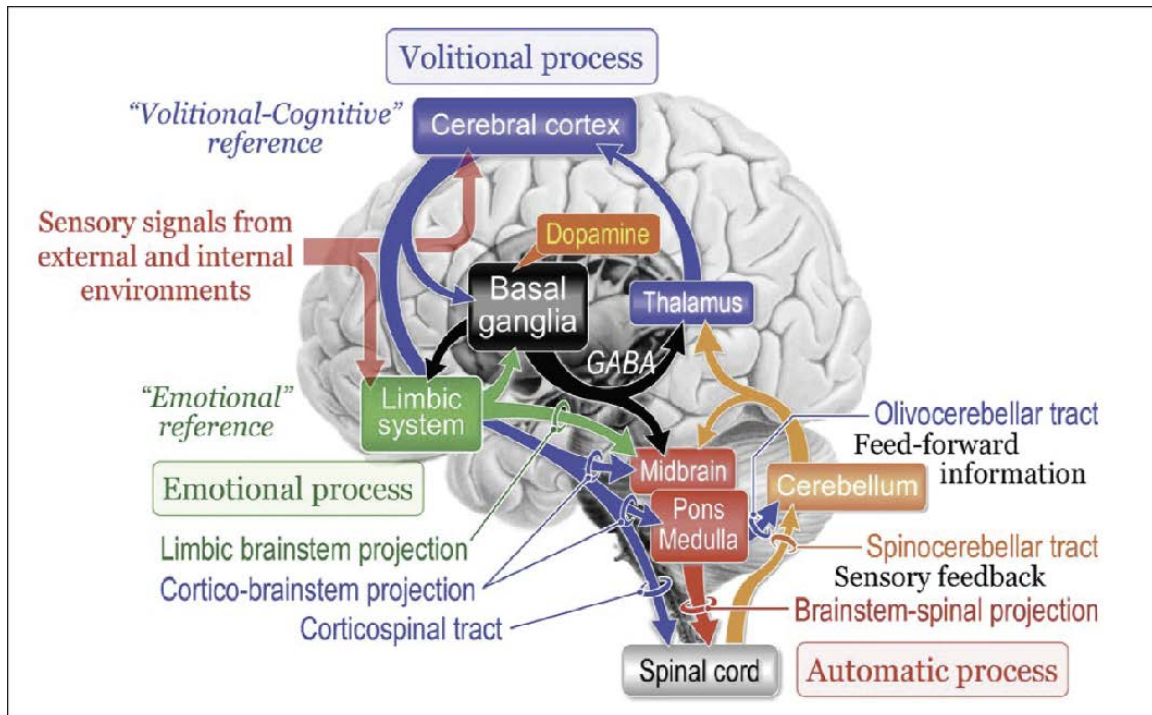 Volitional process
“Volitional-Cognitive”
reference
Cerebral cortex
Sensory signals from
external and internal
environments
Dopamine
Basal
ganglia
Thalamus
GABA
“Emotional”
reference
Limbic
system
Olivocerebellar tract
Feed-forward
information
Midbrain
Cerebellum
Emotional process
Pons
Medulla
Limbic brainstem projection
Spinocerebellar tract
Sensory feedback
Cortico-brainstem projection
Brainstem-spinal projection
Corticospinal tract
Spinal cord
Automatic process